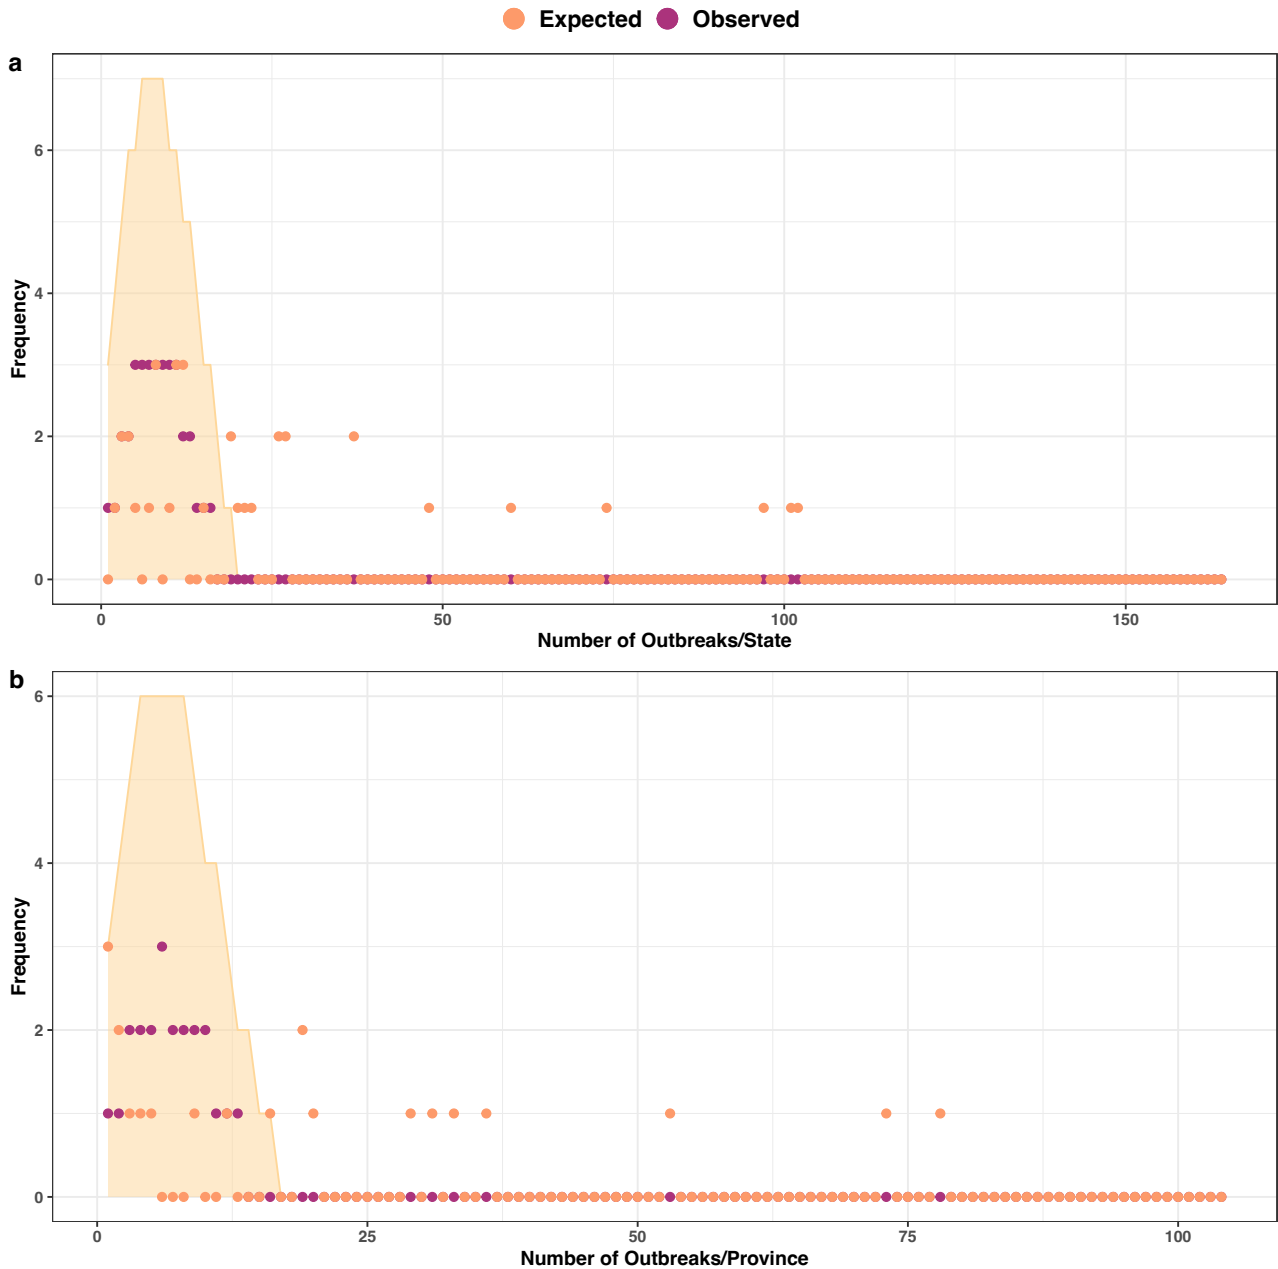 Expected Observed
a
6
4
2
0
Frequency
0 50 100 150
Number of Outbreaks/State
b
6
4
2
0
Frequency
0 25 50 75 100
Number of Outbreaks/Province